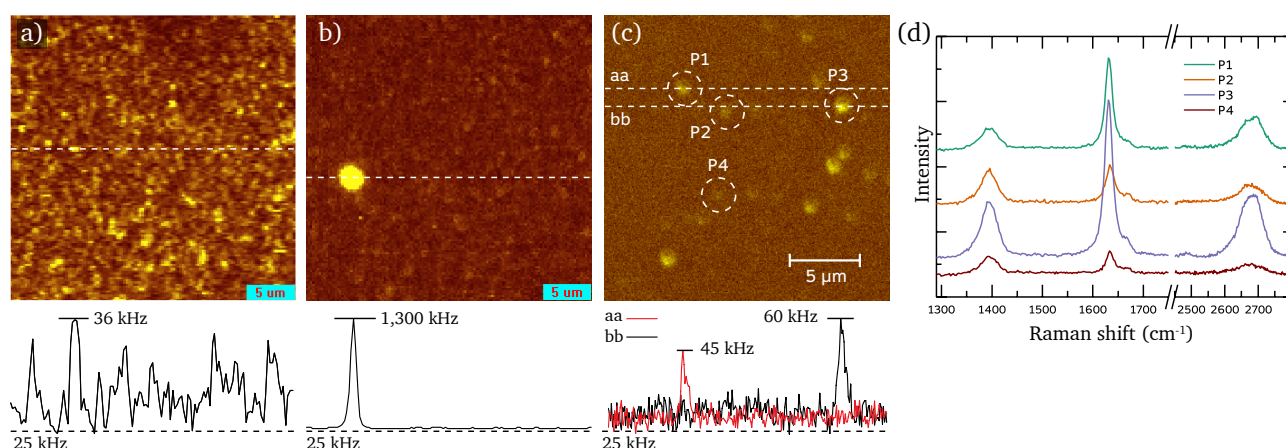 a)
5 um
36 kHz
25 kHz
b)
5 um
1,300 kHz
25 kHz
(c)
aa
bb
P1
P2
P3
P4
5 μm
aa
bb
45 kHz
60 kHz
25 kHz
(d)
Intensity
P1
P2
P3
P4
1300 1400 1500 1600 1700 2500 2600 2700
Raman shift (cm-1)